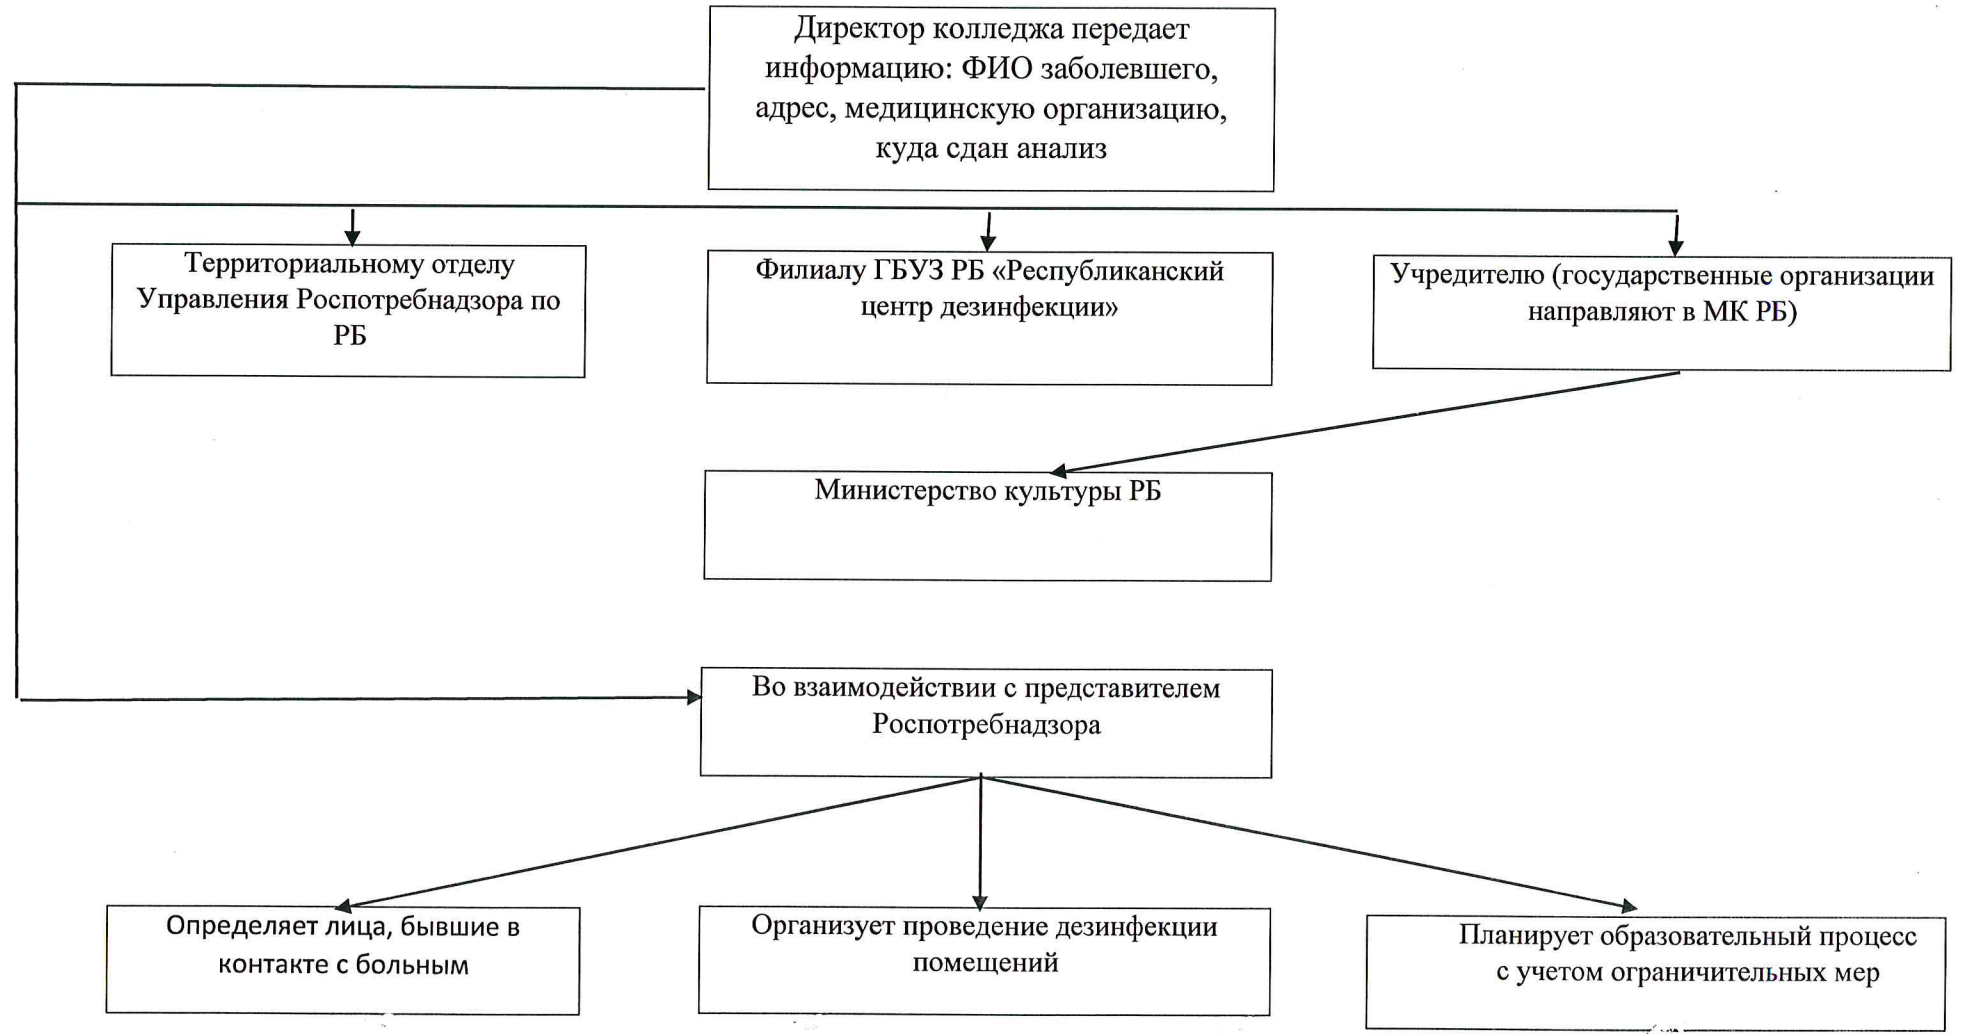 Директор колледжа передает
информацию: ФИО заболевшего,
адрес, медицинскую организацию,
куда сдан анализ
Территориальному отделу
Управления Роспотребнадзора по
РБ
Филиалу ГБУЗ РБ «Республиканский
центр дезинфекции»
Учредителю (государственные организации
направляют в МК РБ)
Министерство культуры РБ
Во взаимодействии с представителем
Роспотребнадзора
Определяет лица, бывшие в
контакте с больным
Организует проведение дезинфекции
помещений
Планирует образовательный процесс
с учетом ограничительных мер